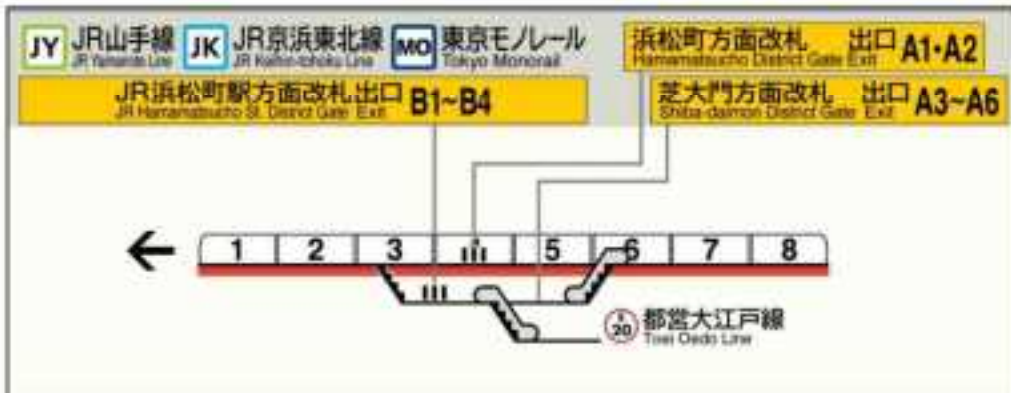 JY JR山手線 JK JR京浜東北線 MO 東京モノレール
JR Yamanote Line JR Keihin-tohoku Line Tokyo Monorail
JR浜松町駅方面改札出口 B1~B4
JR Hamamatsucho St. District Gate Exit
浜松町方面改札 出口 A1・A2
Hamamatsucho District Gate Exit
芝大門方面改札 出口 A3~A6
Shiba-daimon District Gate Exit
1 2 3 5 6 7 8
20 都営大江戸線
Toei Oedo Line